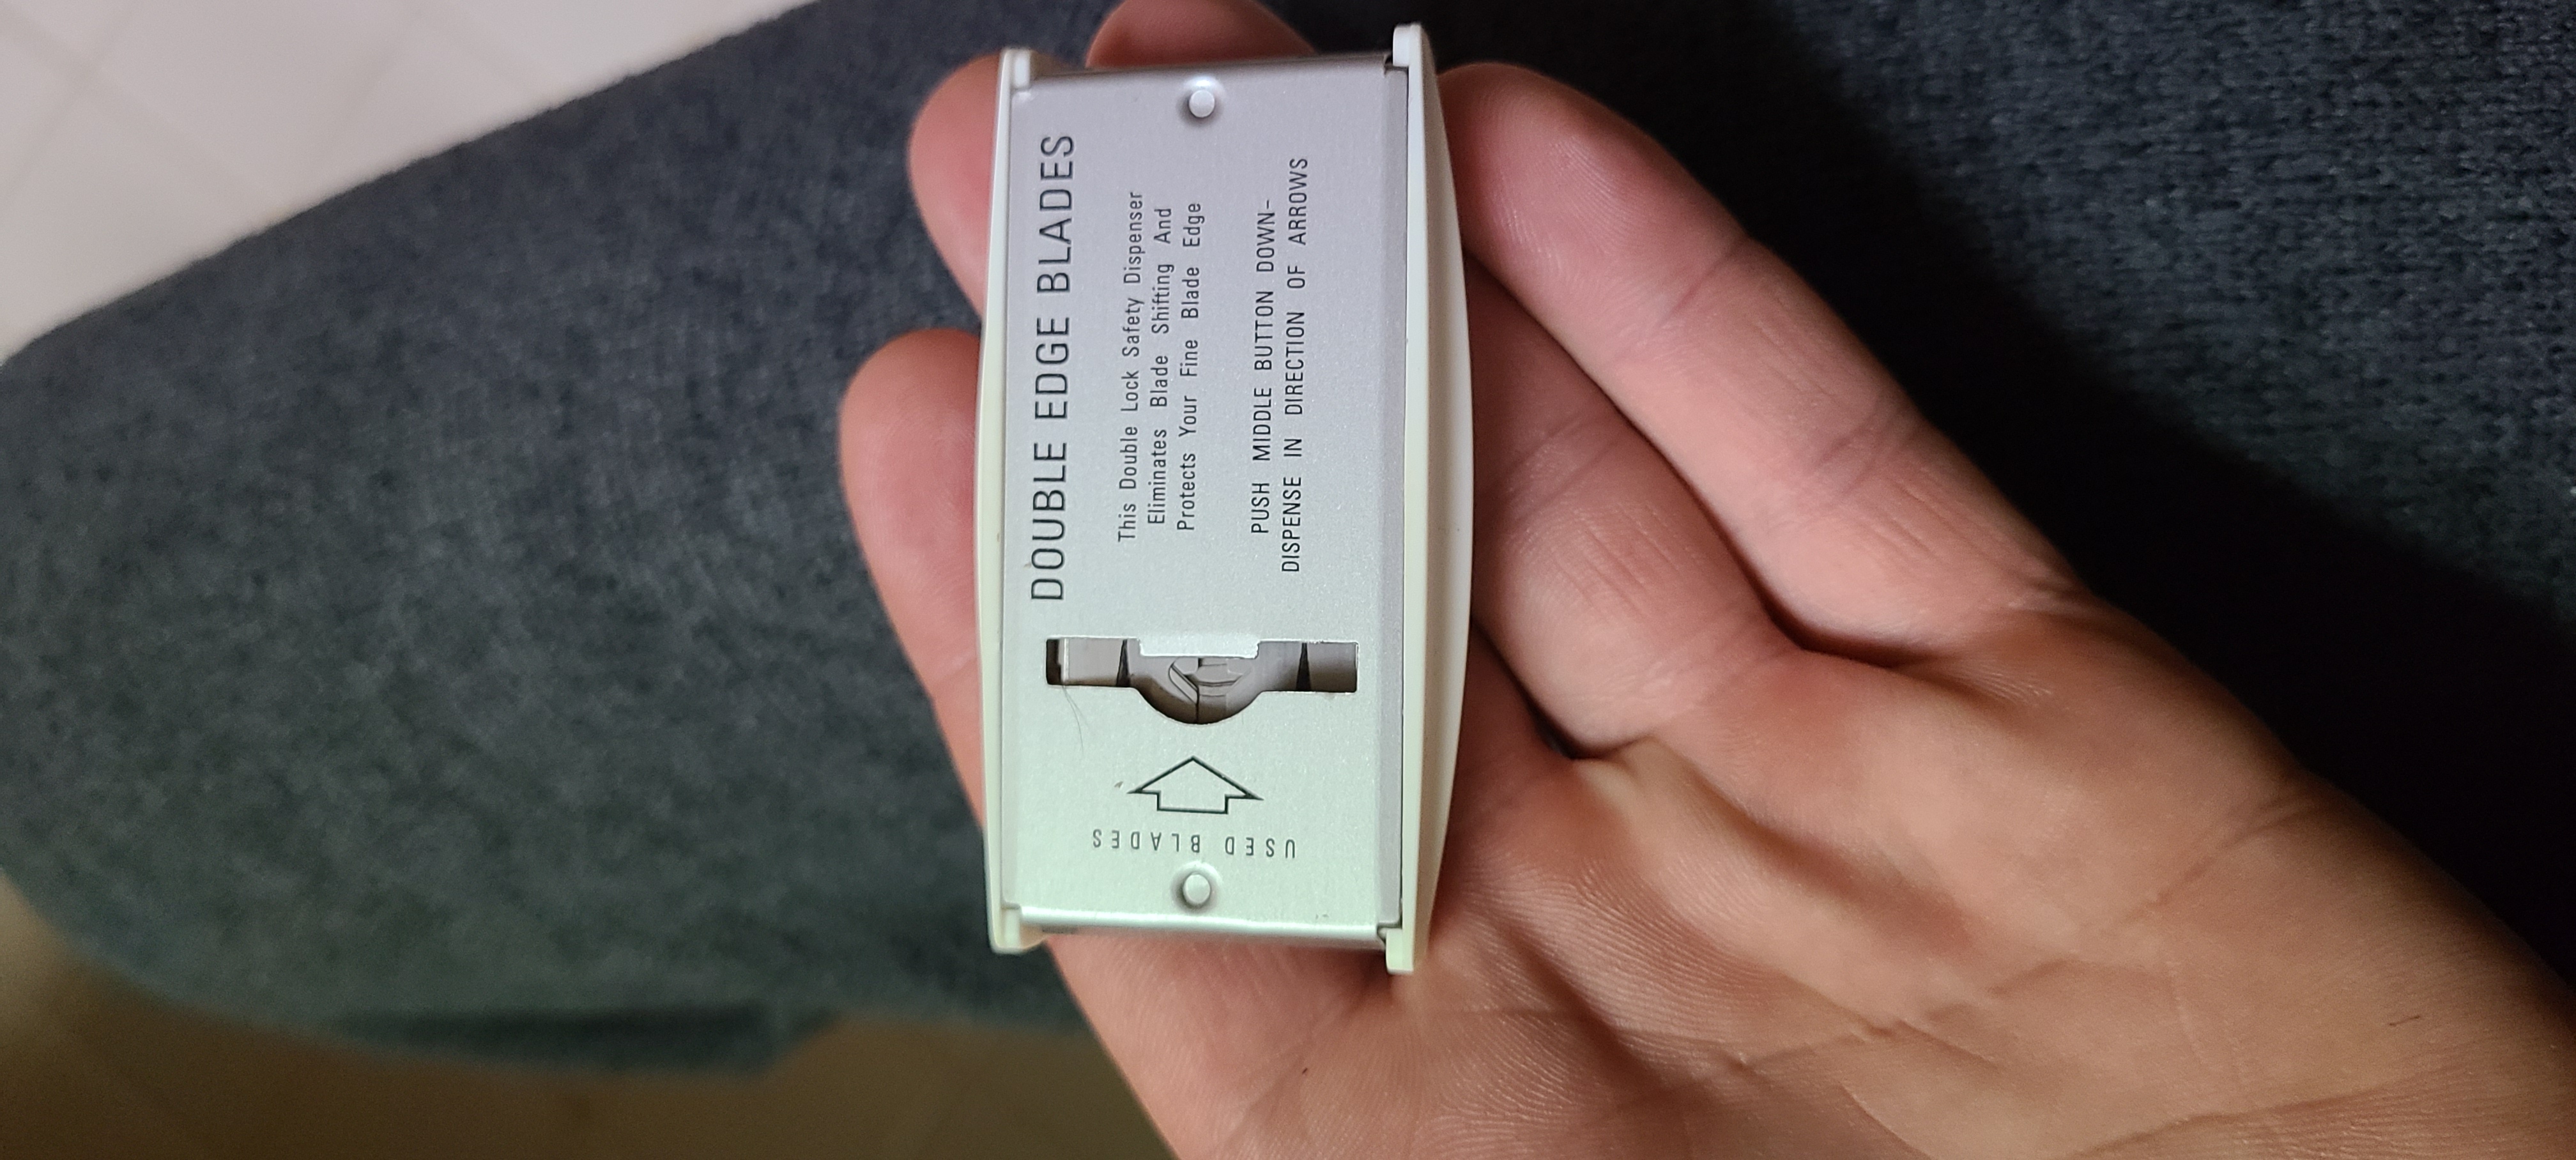 DOUBLE EDGE BLADES
This Double Lock Safety Dispenser
Eliminates Blade Shifting And
Protects Your Fine Blade Edge
PUSH MIDDLE BUTTON DOWN-
DISPENSE IN DIRECTION OF ARROWS
USED BLADES